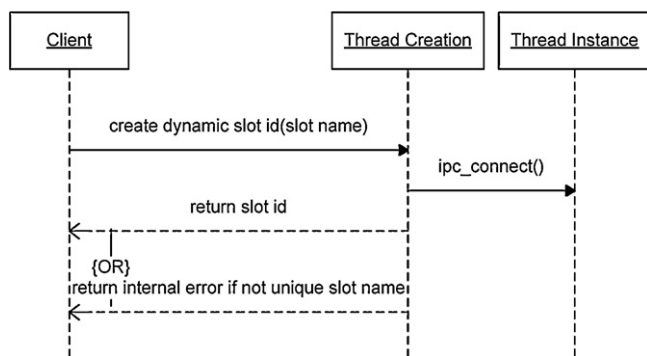 Client
Thread Creation
Thread Instance
create dynamic slot id(slot name)
ipc_connect()
return slot id
{OR}
return internal error if not unique slot name